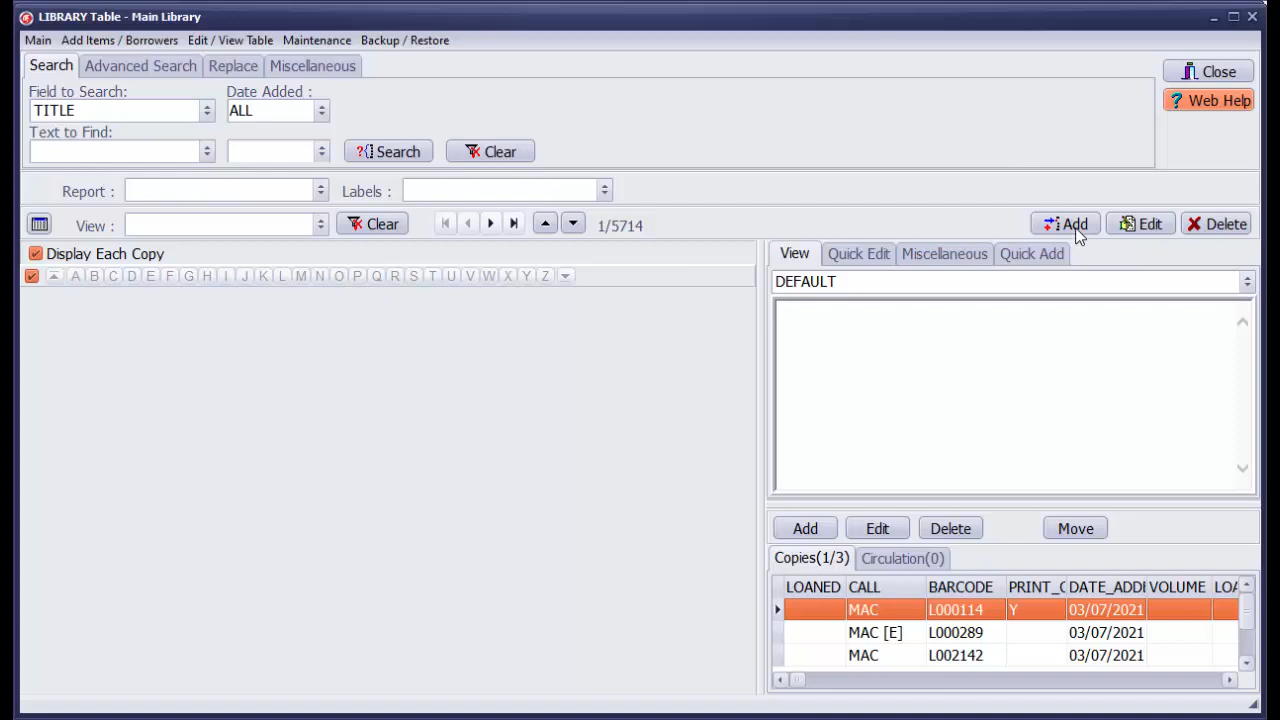 LIBRARY Table - Main Library
Main Add Items / Borrowers Edit / View Table Maintenance Backup / Restore
Search Advanced Search Replace Miscellaneous
Close
Field to Search: Date Added :
TITLE ALL
? Web Help
Text to Find:
?{ Search Clear
Report : Labels :
View : Clear 1/5714 Add Edit Delete
Display Each Copy
View Quick Edit Miscellaneous Quick Add
A B C D E F G H I J K L M N O P Q R S T U V W X Y Z
DEFAULT
Add Edit Delete Move
Copies(1/3) Circulation(0)
LOANED CALL BARCODE PRINT_ DATE_ADD VOLUME LOA
MAC L000114 Y 03/07/2021
MAC [E] L000289 03/07/2021
MAC L002142 03/07/2021